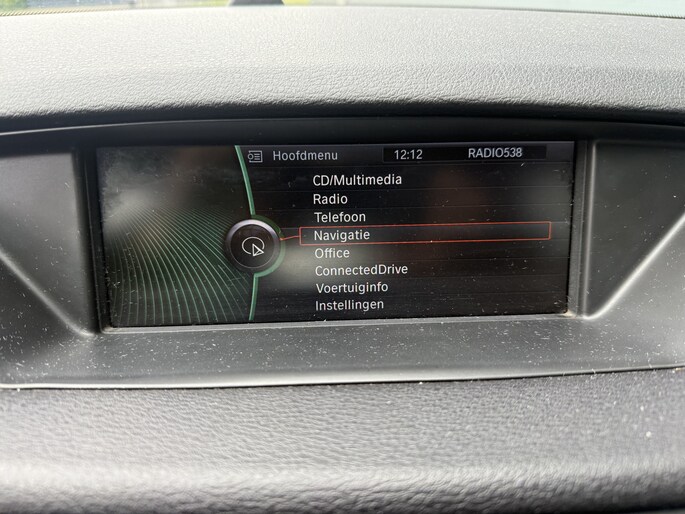 Hoofdmenu 12:12 RADIO538
CD/Multimedia
Radio
Telefoon
Navigatie
Office
ConnectedDrive
Voertuiginfo
Instellingen